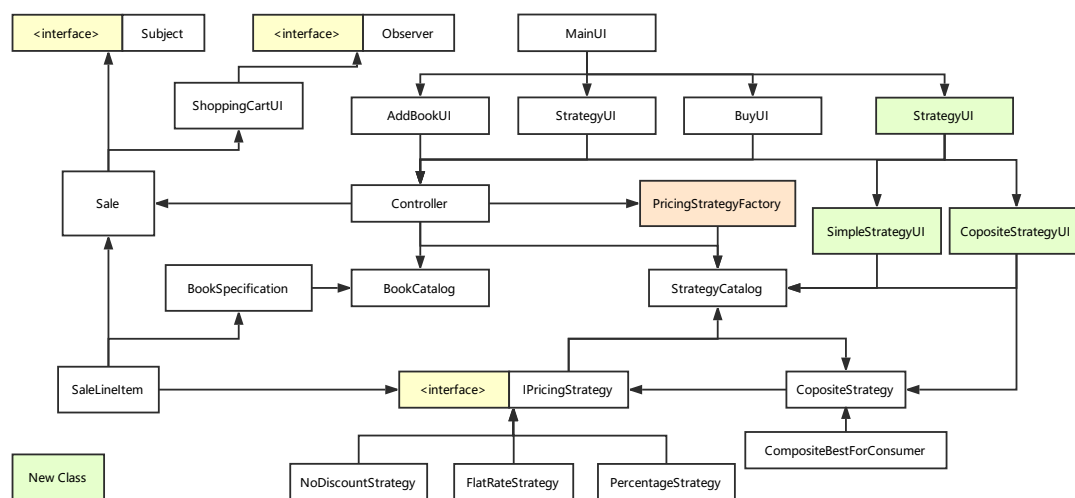 <interface>
Subject
<interface>
Observer
MainUI
ShoppingCartUI
AddBookUI
StrategyUI
BuyUI
StrategyUI
Sale
Controller
PricingStrategyFactory
SimpleStrategyUI
CopositeStrategyUI
BookSpecification
BookCatalog
StrategyCatalog
SaleLineItem
<interface>
IPricingStrategy
CopositeStrategy
CompositeBestForConsumer
New Class
NoDiscountStrategy
FlatRateStrategy
PercentageStrategy